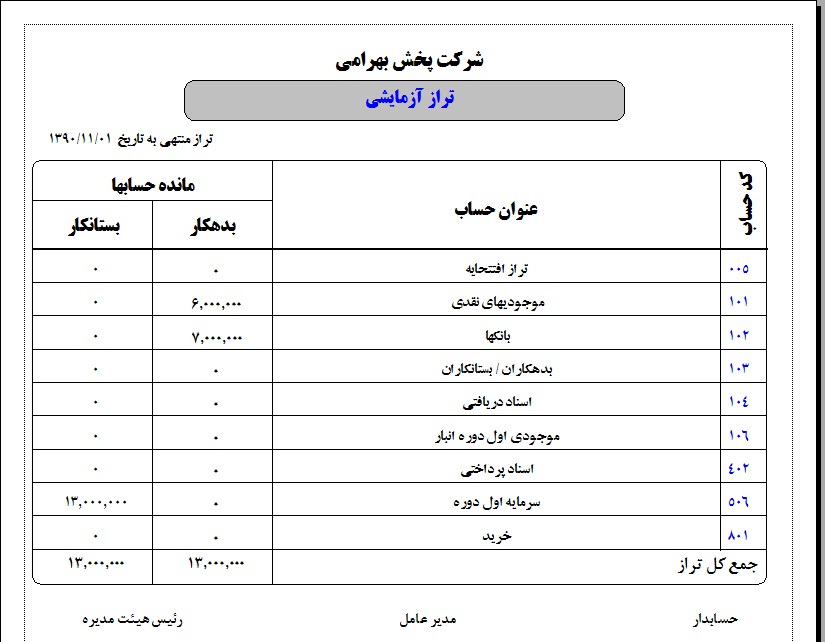 شرکت پخش بهرامی
تراز آزمایشی
تراز منتهی به تاریخ ۱۳۹۰/۱۱/۰۱
کد حساب عنوان حساب مانده حسابها
بدهکار بستانکار
۰۰۵ تراز افتتحایه ۰ ۰
۱۰۱ موجودیهای نقدی ۶,۰۰۰,۰۰۰ ۰
۱۰۲ بانکها ۷,۰۰۰,۰۰۰ ۰
۱۰۳ بدهکاران / بستانکاران ۰ ۰
۱۰۴ اسناد دریافتی ۰ ۰
۱۰۶ موجودی اول دوره انبار ۰ ۰
۴۰۲ اسناد پرداختی ۰ ۰
۵۰۶ سرمایه اول دوره ۰ ۱۳,۰۰۰,۰۰۰
۸۰۱ خرید ۰ ۰
جمع کل تراز ۱۳,۰۰۰,۰۰۰ ۱۳,۰۰۰,۰۰۰
حسابدار مدیر عامل رئیس هیئت مدیره